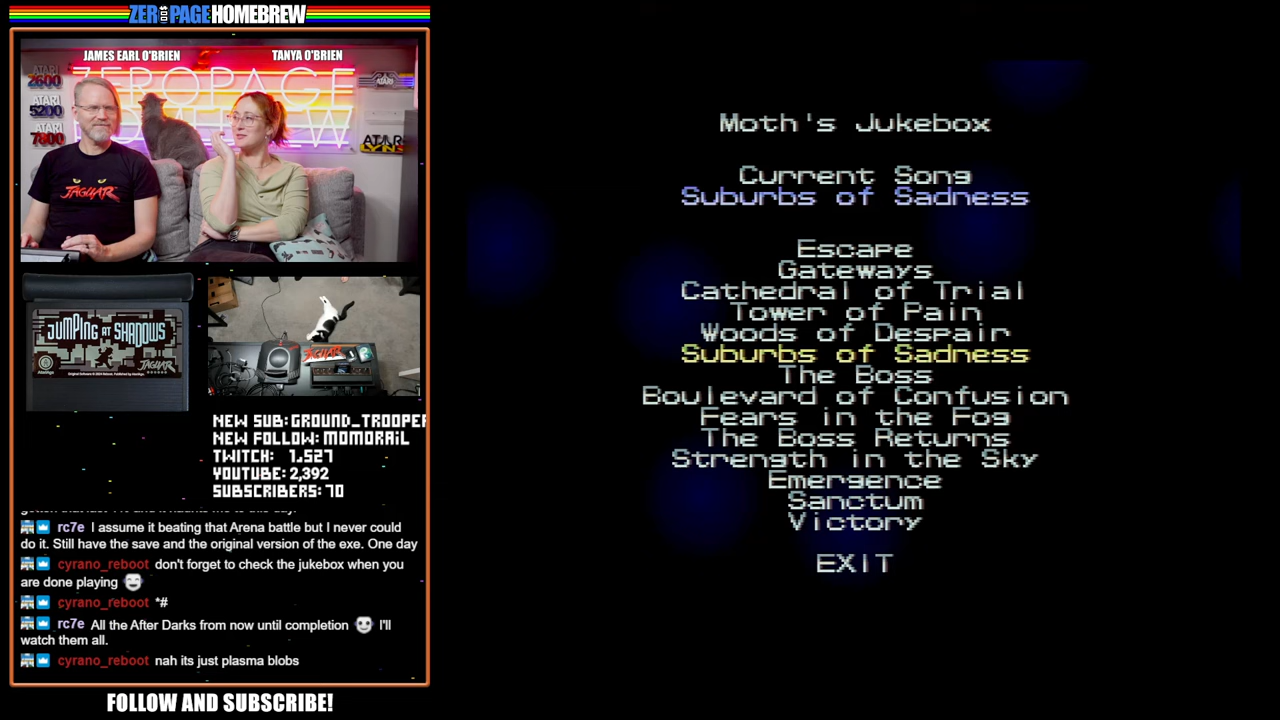 ZEROPAGE HOMEBREW
JAMES EARL O'BRIEN
TANYA O'BRIEN
ATARI
2600
ATARI
5200
ATARI
7800
ZEROPAGE
ATARI
ATARI
LYNX
JAGUAR
JUMPING AT SHADOWS
JAGUAR
JAGUAR
NEW SUB: GROUND_TROOPER
NEW FOLLOW: MOMORAIL
TWITCH: 1,527
YOUTUBE: 2,392
SUBSCRIBERS: 70
rc7e I assume it beating that Arena battle but I never could
do it. Still have the save and the original version of the exe. One day
cyrano_reboot don't forget to check the jukebox when you
are done playing
cyrano_reboot *#
rc7e All the After Darks from now until completion I'll
watch them all.
cyrano_reboot nah its just plasma blobs
FOLLOW AND SUBSCRIBE!
Moth's Jukebox
Current Song
Suburbs of Sadness
Escape
Gateways
Cathedral of Trial
Tower of Pain
Woods of Despair
Suburbs of Sadness
The Boss
Boulevard of Confusion
Fears in the Fog
The Boss Returns
Strength in the Sky
Emergence
Sanctum
Victory
EXIT